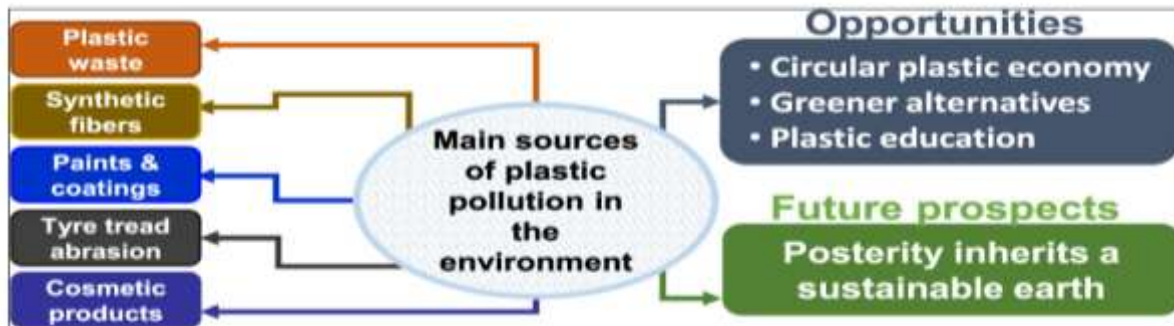 Plastic
waste
Synthetic
fibers
Paints &
coatings
Tyre tread
abrasion
Cosmetic
products
Main sources
of plastic
pollution in
the
environment
Opportunities
• Circular plastic economy
• Greener alternatives
• Plastic education
Future prospects
Posterity inherits a
sustainable earth